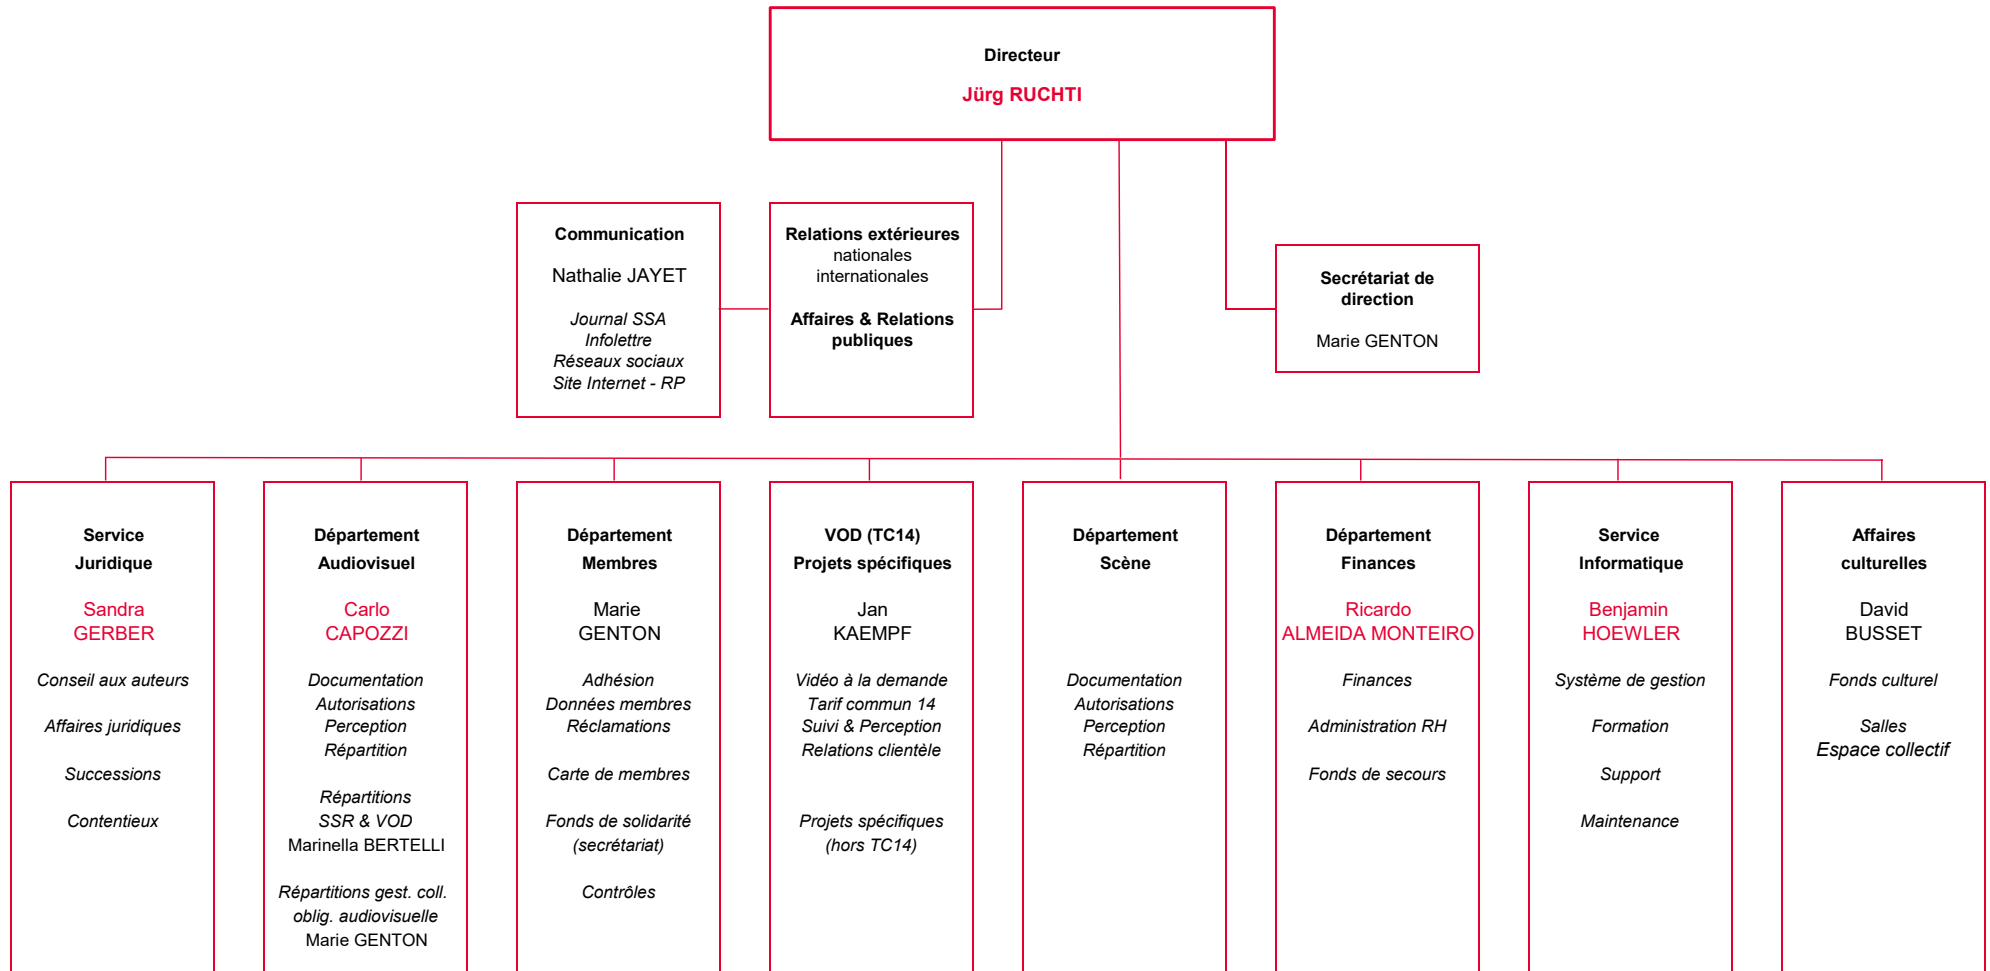 Directeur
Jürg RUCHTI
Communication
Nathalie JAYET
Journal SSA
Infolettre
Réseaux sociaux
Site Internet - RP
Relations extérieures
nationales
internationales
Affaires & Relations
publiques
Secrétariat de
direction
Marie GENTON
Service
Juridique
Sandra
GERBER
Conseil aux auteurs
Affaires juridiques
Successions
Contentieux
Département
Audiovisuel
Carlo
CAPOZZI
Documentation
Autorisations
Perception
Répartition
Répartitions
SSR & VOD
Marinella BERTELLI
Répartitions gest. coll.
oblig. audiovisuelle
Marie GENTON
Département
Membres
Marie
GENTON
Adhésion
Données membres
Réclamations
Carte de membres
Fonds de solidarité
(secrétariat)
Contrôles
VOD (TC14)
Projets spécifiques
Jan
KAEMPF
Vidéo à la demande
Tarif commun 14
Suivi & Perception
Relations clientèle
Projets spécifiques
(hors TC14)
Département
Scène
Documentation
Autorisations
Perception
Répartition
Département
Finances
Ricardo
ALMEIDA MONTEIRO
Finances
Administration RH
Fonds de secours
Service
Informatique
Benjamin
HOEWLER
Système de gestion
Formation
Support
Maintenance
Affaires
culturelles
David
BUSSET
Fonds culturel
Salles
Espace collectif